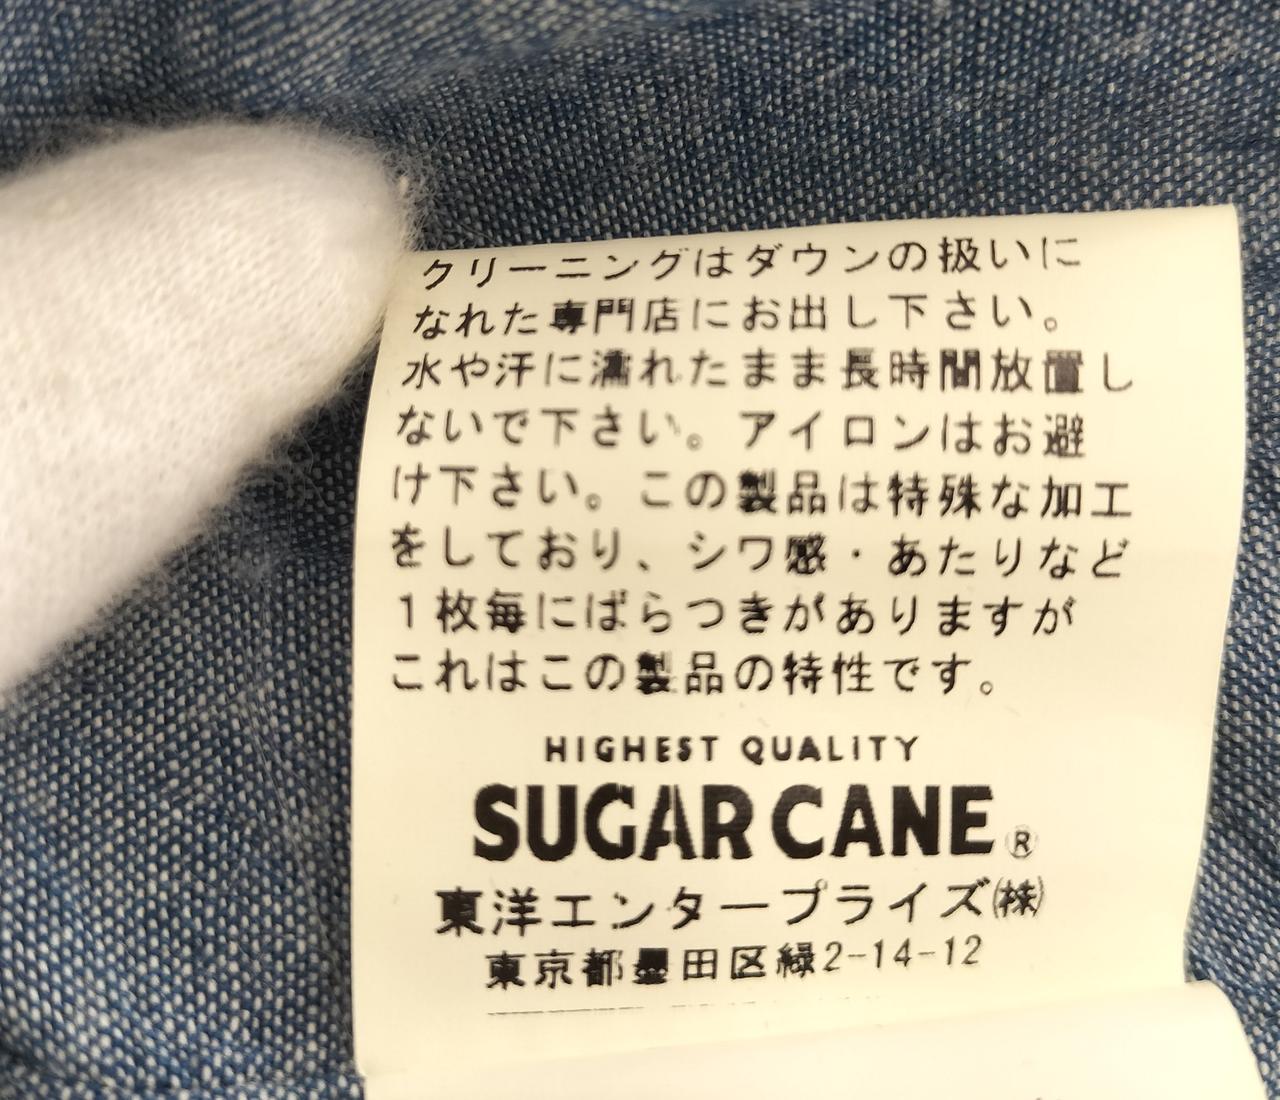 クリーニングはダウンの扱いに
なれた専門店にお出し下さい。
水や汗に濡れたまま長時間放置し
ないで下さい。アイロンはお避
け下さい。この製品は特殊な加工
をしており、シワ感・あたりなど
1枚毎にばらつきがありますが
これはこの製品の特性です。
HIGHEST QUALITY
SUGAR CANE®
東洋エンタープライズ㈱
東京都墨田区緑2-14-12